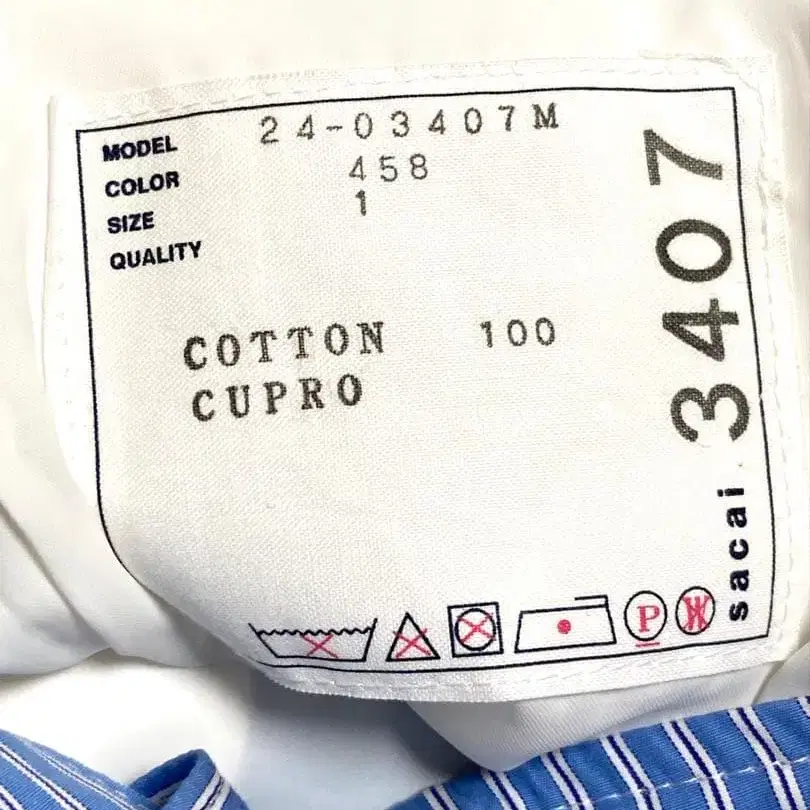 MODEL 24-03407M
COLOR 458
SIZE 1
QUALITY
COTTON 100
CUPRO
3407
sacai
P
W